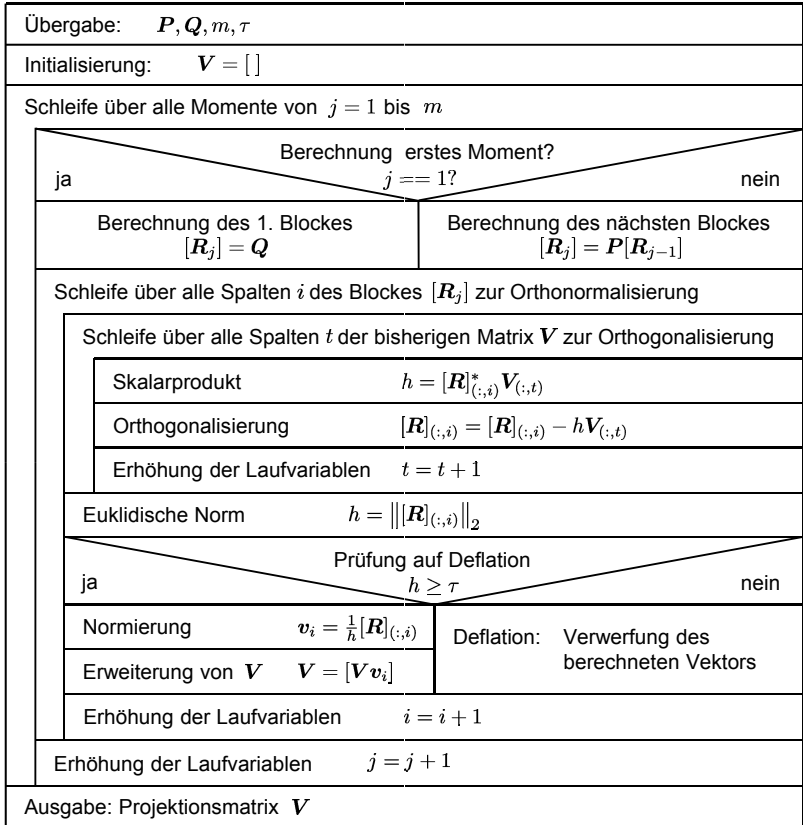 Übergabe: P, Q, m, τ
Initialisierung: V = [ ]
Schleife über alle Momente von j = 1 bis m
Berechnung erstes Moment?
ja j == 1? nein
Berechnung des 1. Blockes
[R_j] = Q
Berechnung des nächsten Blockes
[R_j] = P[R_{j−1}]
Schleife über alle Spalten i des Blockes [R_j] zur Orthonormalisierung
Schleife über alle Spalten t der bisherigen Matrix V zur Orthogonalisierung
Skalarprodukt h = [R]^*_{(:,i)} V_{(:,t)}
Orthogonalisierung [R]_{(:,i)} = [R]_{(:,i)} − hV_{(:,t)}
Erhöhung der Laufvariablen t = t + 1
Euklidische Norm h = ‖[R]_{(:,i)}‖_2
Prüfung auf Deflation
ja h ≥ τ nein
Normierung v_i = \frac{1}{h}[R]_{(:,i)}
Erweiterung von V V = [Vv_i]
Deflation: Verwerfung des
berechneten Vektors
Erhöhung der Laufvariablen i = i + 1
Erhöhung der Laufvariablen j = j + 1
Ausgabe: Projektionsmatrix V